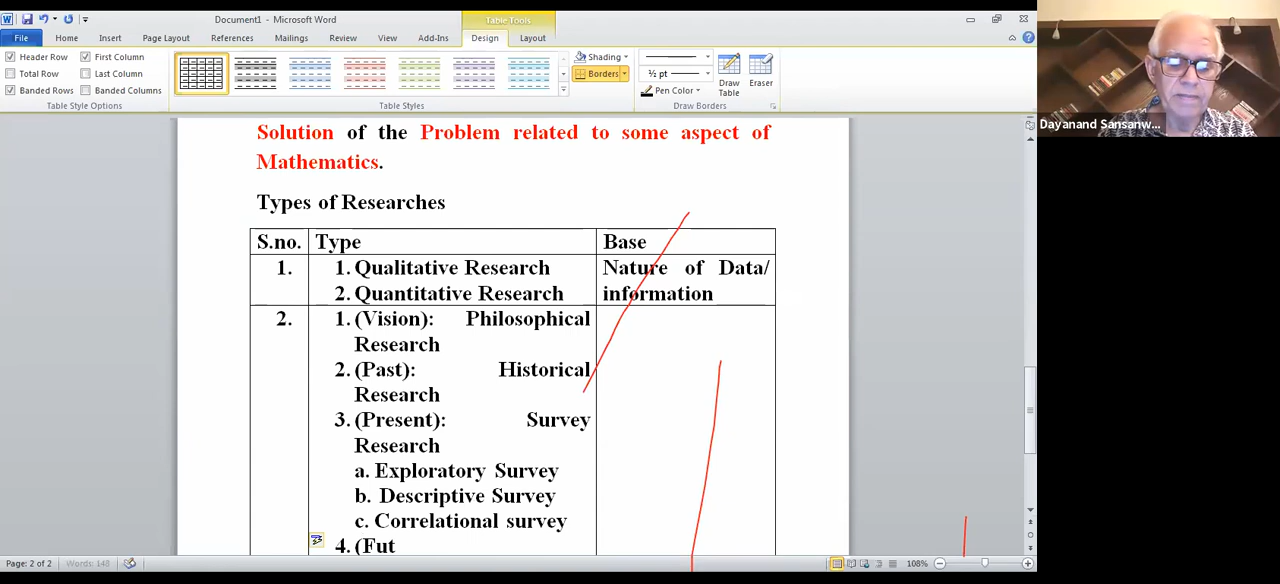 Document1 - Microsoft Word
Table Tools
File Home Insert Page Layout References Mailings Review View Add-Ins Design Layout
Header Row First Column
Total Row Last Column
Banded Rows Banded Columns
Table Style Options
Table Styles
Shading
Borders
½ pt
Pen Color
Draw Table
Eraser
Draw Borders
Dayanand Sansanw...
Solution of the Problem related to some aspect of
Mathematics.
Types of Researches
S.no. Type Base
1. 1. Qualitative Research Nature of Data/
2. Quantitative Research information
2. 1. (Vision): Philosophical
Research
2. (Past): Historical
Research
3. (Present): Survey
Research
a. Exploratory Survey
b. Descriptive Survey
c. Correlational survey
4. (Fut
Page: 2 of 2 Words: 148 108%